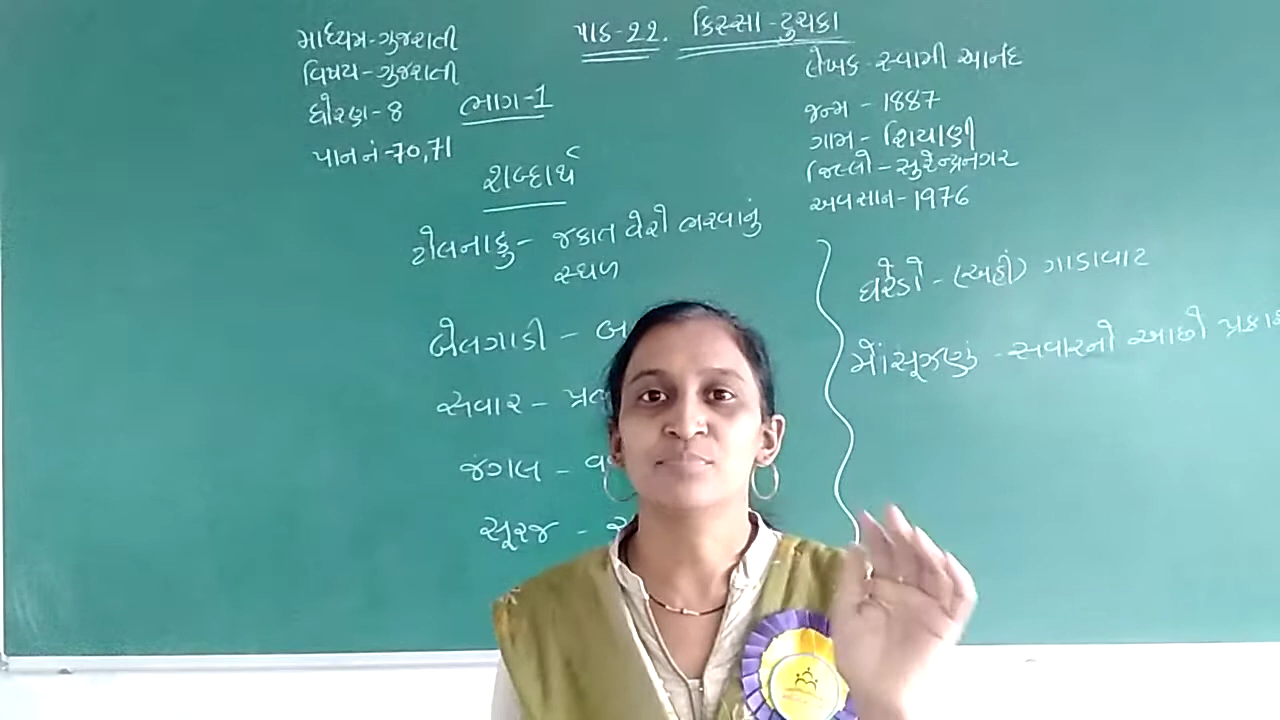 માધ્યમ-ગુજરાતી
વિષય-ગુજરાતી
ધોરણ-8
પાન નં-70,71
ભાગ-1
પાઠ-22. કિસ્સા-ટુચકા
લેખક-સ્વામી આનંદ
જન્મ - 1887
ગામ - શિયાણી
જિલ્લો-સુરેન્દ્રનગર
અવસાન-1976
શબ્દાર્થ
ટોલનાકું- જકાત વેરો ભરવાનું
સ્થળ
બેલગાડી -
સવાર -
જંગલ -
સૂરજ -
ઘરેડો - (અહીં) ગાડાવાટ
મોંસૂઝણું - સવારનો આછો